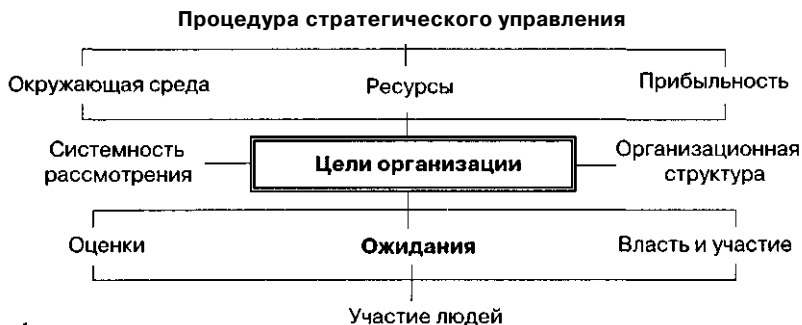 Процедура стратегического управления
Окружающая среда Ресурсы Прибыльность
Системность рассмотрения
Цели организации
Организационная структура
Оценки Ожидания Власть и участие
Участие людей